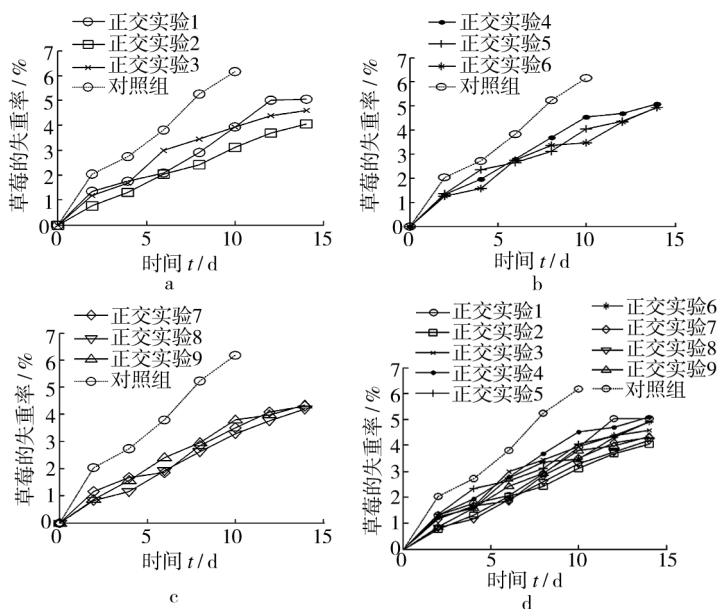 正交实验1
正交实验2
正交实验3
对照组
草莓的失重率/%
7
6
5
4
3
2
1
0
0 5 10 15
时间 t/d
a
正交实验4
正交实验5
正交实验6
对照组
草莓的失重率/%
7
6
5
4
3
2
1
0
0 5 10 15
时间 t/d
b
正交实验7
正交实验8
正交实验9
对照组
草莓的失重率/%
7
6
5
4
3
2
1
0
0 5 10 15
时间 t/d
c
正交实验1
正交实验2
正交实验3
正交实验4
正交实验5
正交实验6
正交实验7
正交实验8
正交实验9
对照组
草莓的失重率/%
7
6
5
4
3
2
1
0
0 5 10 15
时间 t/d
d